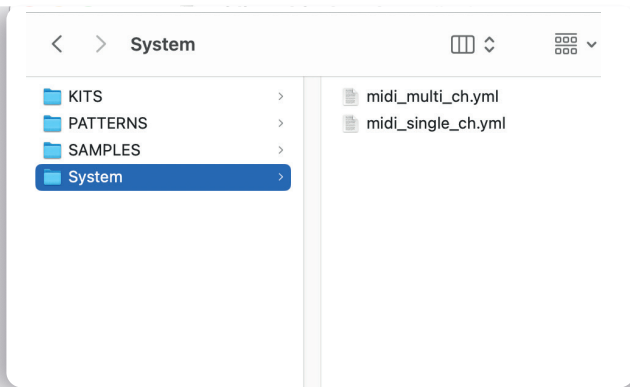 System
KITS
PATTERNS
SAMPLES
System
midi_multi_ch.yml
midi_single_ch.yml